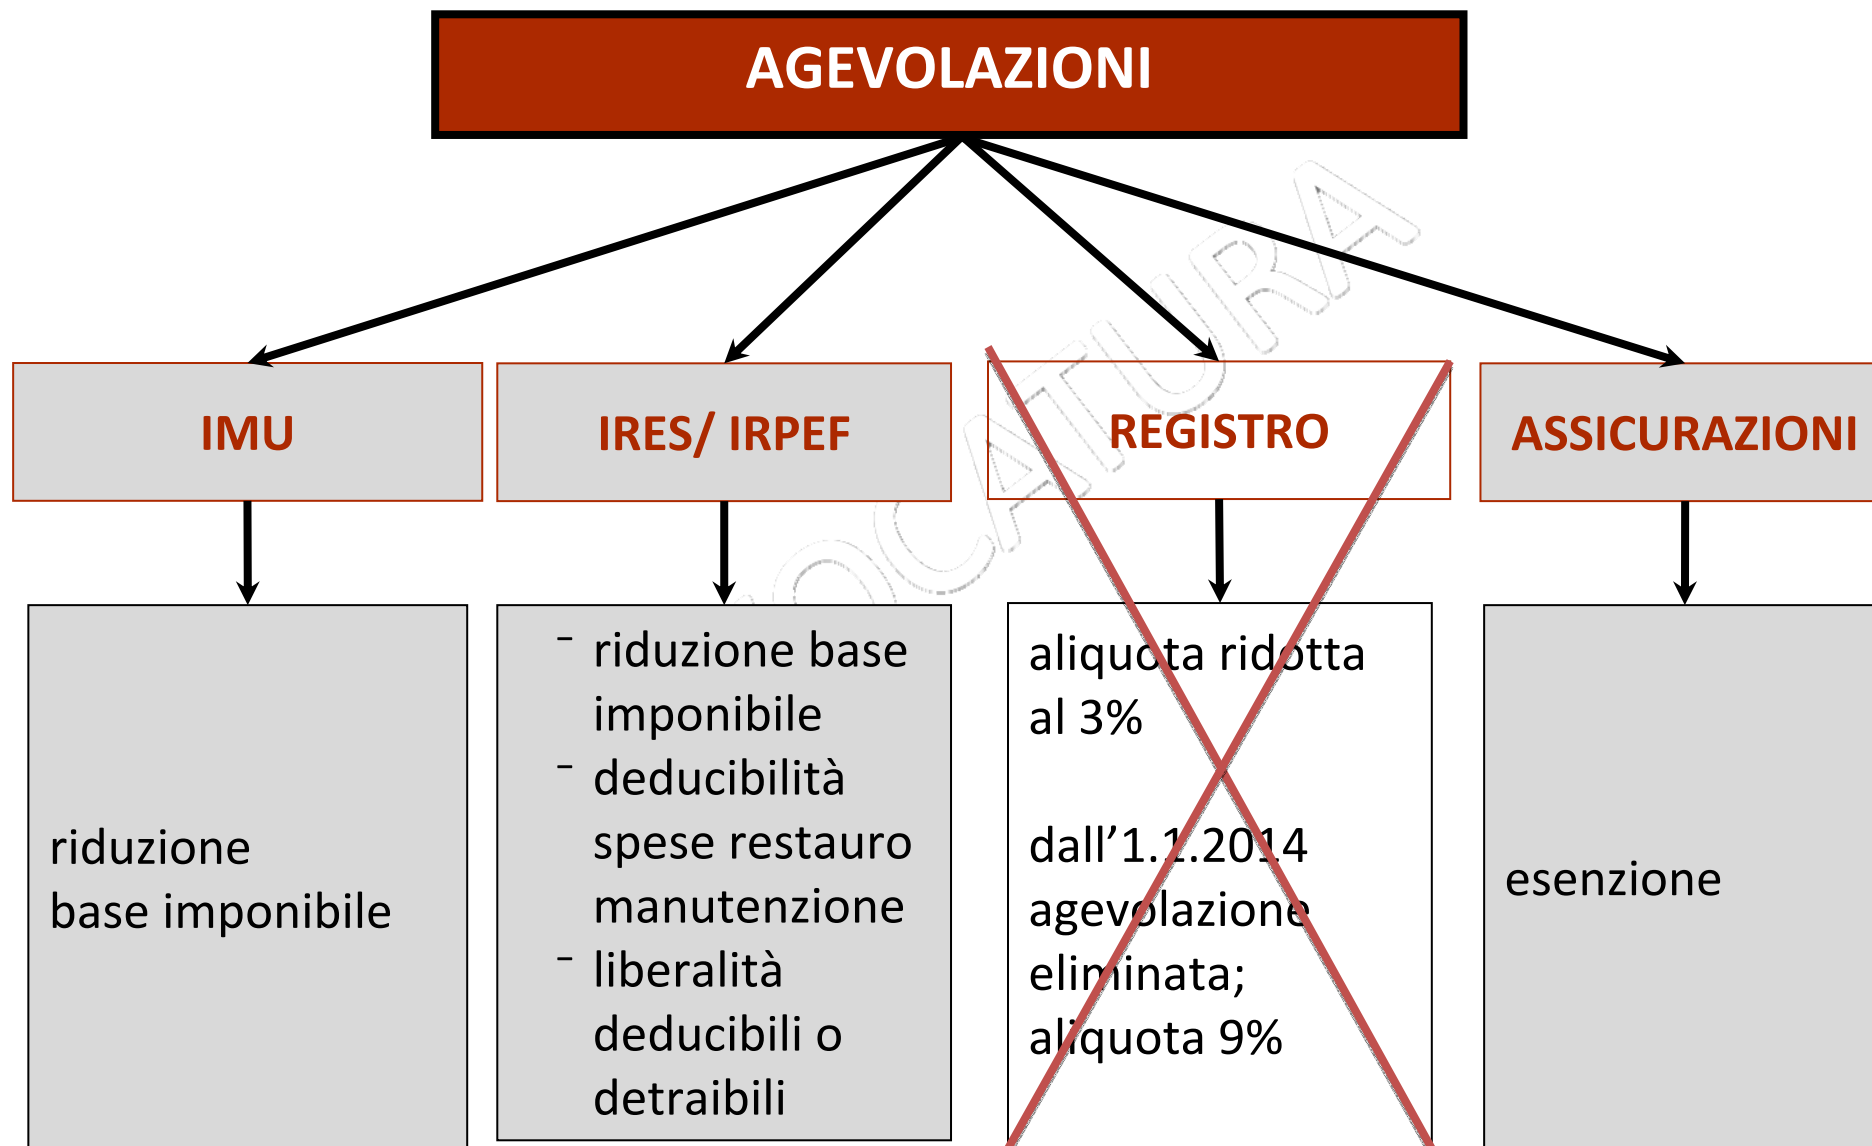 AGEVOLAZIONI
IMU
IRES/ IRPEF
REGISTRO
ASSICURAZIONI
riduzione
base imponibile
- riduzione base
imponibile
- deducibilità
spese restauro
manutenzione
- liberalità
deducibili o
detraibili
aliquota ridotta
al 3%
dall’1.1.2014
agevolazione
eliminata;
aliquota 9%
esenzione